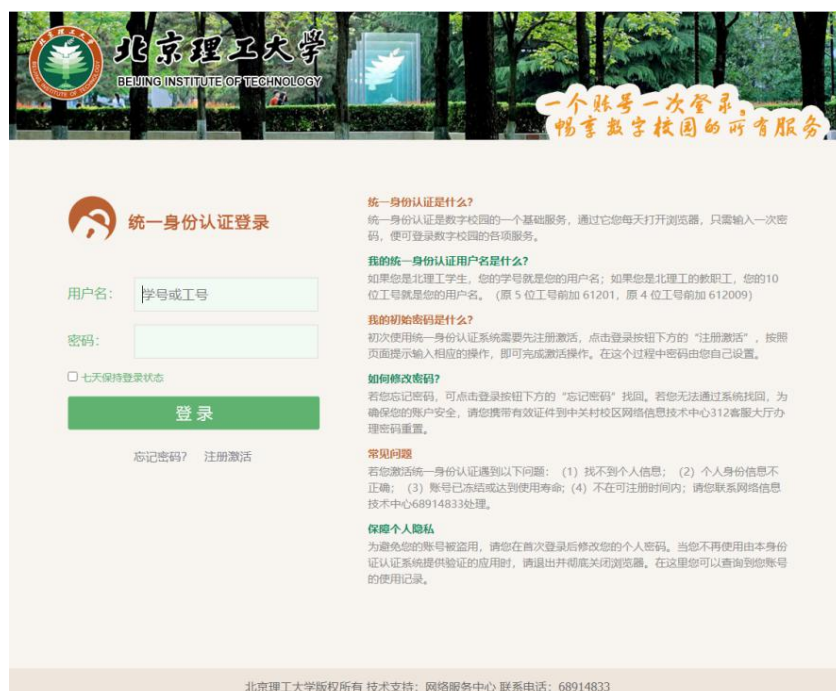 北京理工大学
BEIJING INSTITUTE OF TECHNOLOGY
一个账号一次登录,
畅享数字校园的所有服务
统一身份认证登录
用户名:
学号或工号
密码:
七天保持登录状态
登 录
忘记密码? 注册激活
统一身份认证是什么?
统一身份认证是数字校园的一个基础服务,通过它您每天打开浏览器,只需输入一次密
码,便可登录数字校园的各项服务。
我的统一身份认证用户名是什么?
如果您是北理工学生,您的学号就是您的用户名;如果您是北理工的教职工,您的10
位工号就是您的用户名。(原 5 位工号前加 61201,原 4 位工号前加 612009)
我的初始密码是什么?
初次使用统一身份认证系统需要先注册激活,点击登录按钮下方的“注册激活”,按照
页面提示输入相应的操作,即可完成激活操作。在这个过程中密码由您自己设置。
如何修改密码?
若您忘记密码,可点击登录按钮下方的“忘记密码”找回。若您无法通过系统找回,为
确保您的账户安全,请您携带有效证件到中关村校区网络信息技术中心312客服大厅办
理密码重置。
常见问题
若您激活统一身份认证遇到以下问题:(1)找不到个人信息;(2)个人身份信息不
正确;(3)账号已冻结或达到使用寿命;(4)不在可注册时间内;请您联系网络信息
技术中心68914833处理。
保障个人隐私
为避免您的账号被盗用,请您在首次登录后修改您的个人密码。当您不再使用由本身份
证认证系统提供验证的应用时,请退出并彻底关闭浏览器。在这里您可以查询到您账号
的使用记录。
北京理工大学版权所有 技术支持:网络服务中心 联系电话:68914833